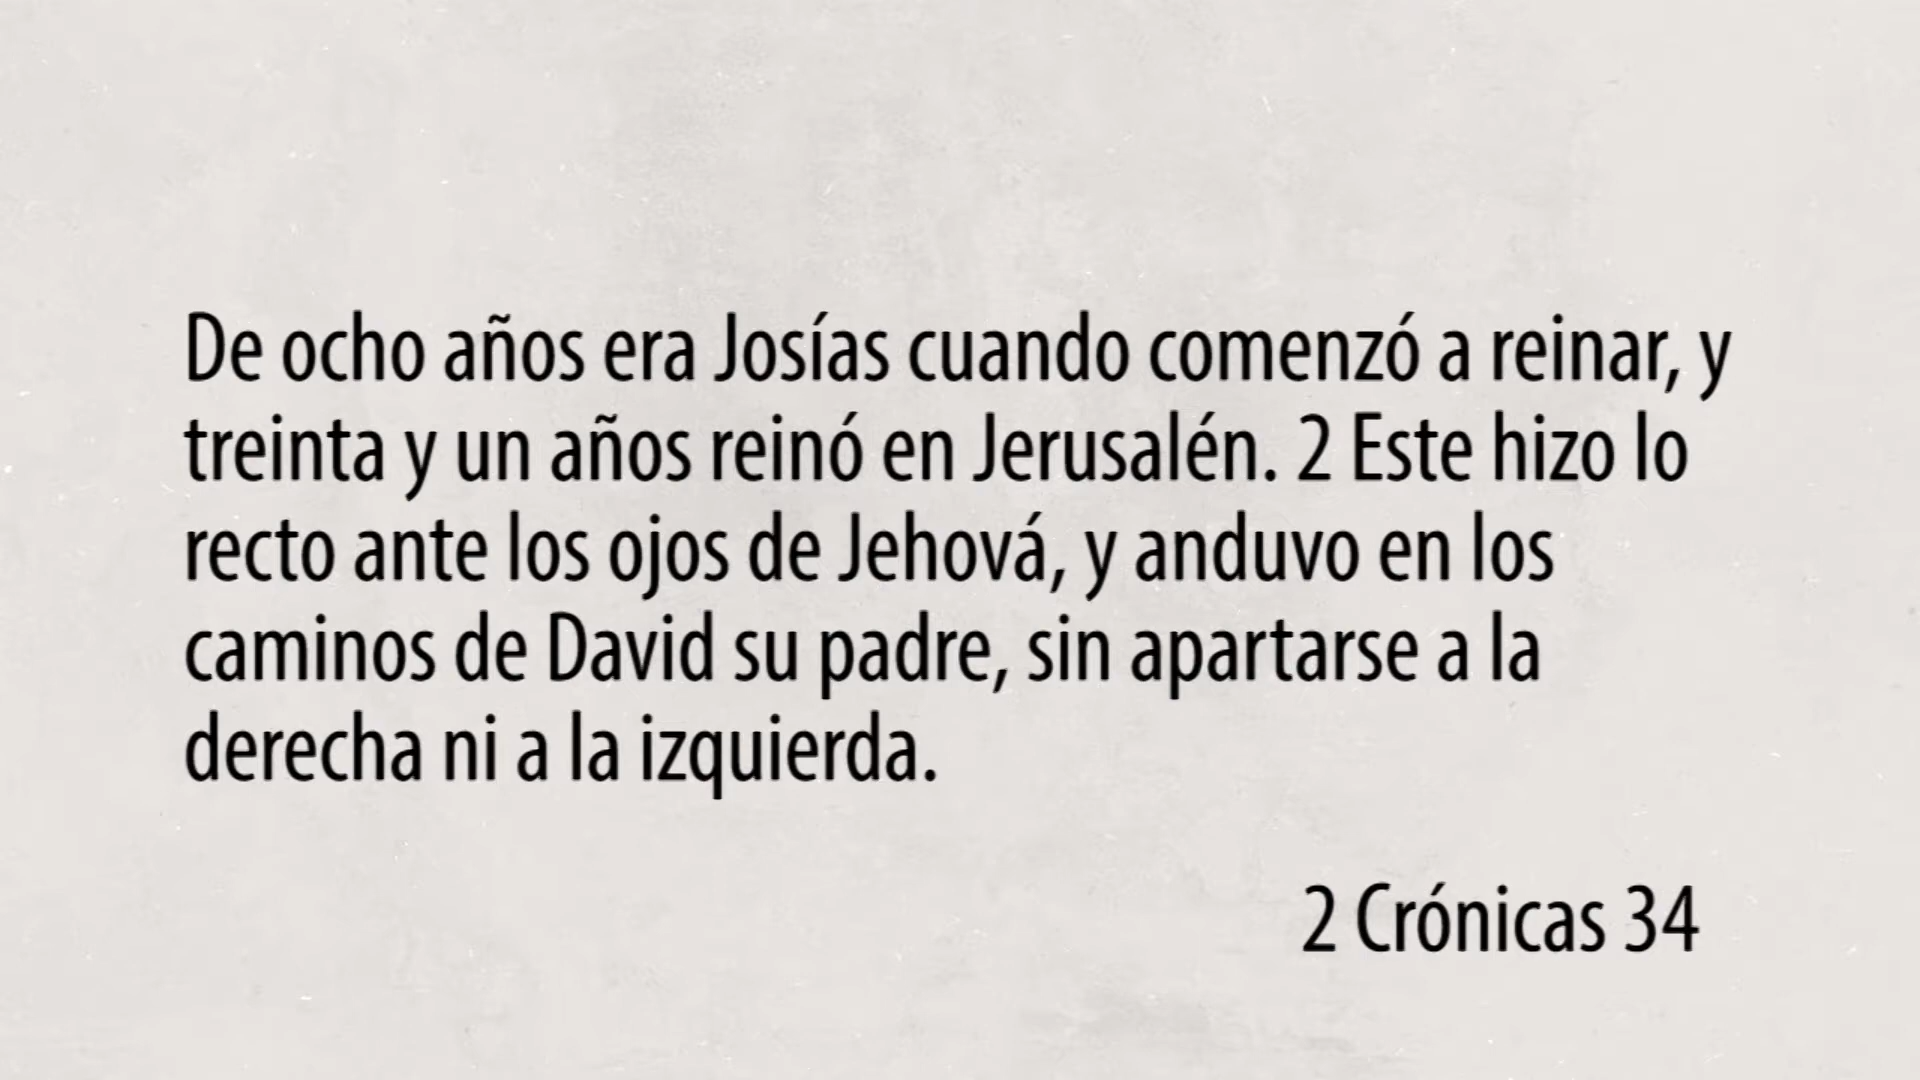 De ocho años era Josías cuando comenzó a reinar, y
treinta y un años reinó en Jerusalén. 2 Este hizo lo
recto ante los ojos de Jehová, y anduvo en los
caminos de David su padre, sin apartarse a la
derecha ni a la izquierda.
2 Crónicas 34